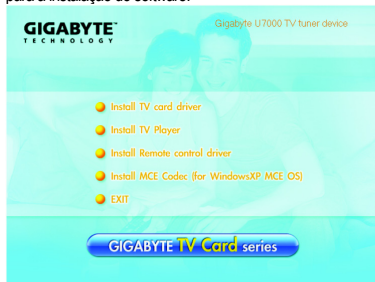 para a instalação do software.
GIGABYTE™
TECHNOLOGY
Gigabyte U7000 TV tuner device
Install TV card driver
Install TV Player
Install Remote control driver
Install MCE Codec (for WindowsXP MCE OS)
EXIT
GIGABYTE TV Card series